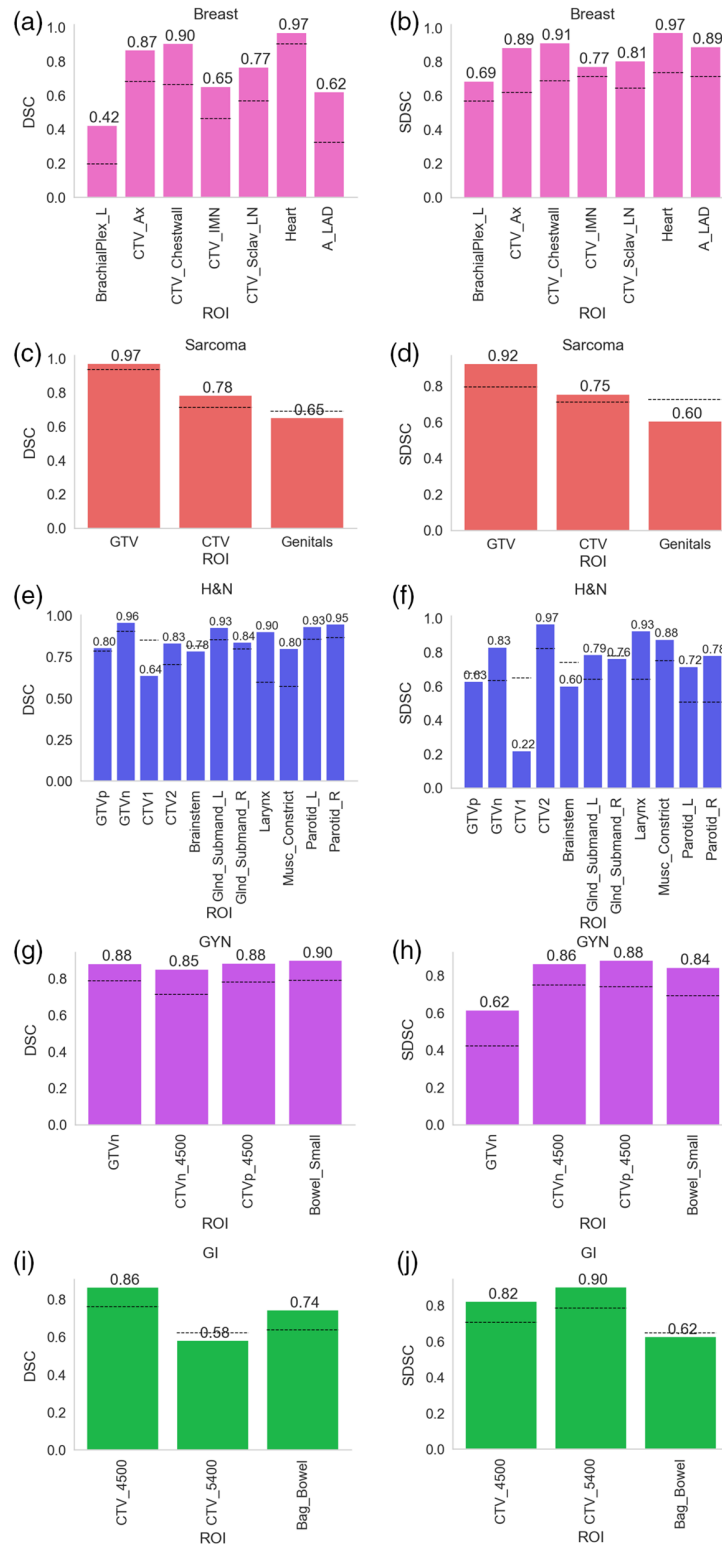 (a)
Breast
DSC
1.0
0.8
0.6
0.4
0.2
0.0
0.42
0.87
0.90
0.65
0.77
0.97
0.62
BrachialPlex_L
CTV_Ax
CTV_Chestwall
CTV_IMN
CTV_Sclav_LN
Heart
A_LAD
ROI
(b)
Breast
SDSC
1.0
0.8
0.6
0.4
0.2
0.0
0.69
0.89
0.91
0.77
0.81
0.97
0.89
BrachialPlex_L
CTV_Ax
CTV_Chestwall
CTV_IMN
CTV_Sclav_LN
Heart
A_LAD
ROI
(c)
Sarcoma
DSC
1.0
0.8
0.6
0.4
0.2
0.0
0.97
0.78
0.65
GTV
CTV
Genitals
ROI
(d)
Sarcoma
SDSC
0.8
0.6
0.4
0.2
0.0
0.92
0.75
0.60
GTV
CTV
Genitals
ROI
(e)
H&N
DSC
1.00
0.75
0.50
0.25
0.00
0.80
0.96
0.64
0.83
0.78
0.93
0.84
0.90
0.80
0.93
0.95
GTVp
GTVn
CTV1
CTV2
Brainstem
Glnd_Submand_L
Glnd_Submand_R
Larynx
Musc_Constrict
Parotid_L
Parotid_R
ROI
(f)
H&N
SDSC
1.0
0.8
0.6
0.4
0.2
0.0
0.63
0.83
0.22
0.97
0.60
0.79
0.76
0.93
0.88
0.72
0.78
GTVp
GTVn
CTV1
CTV2
Brainstem
Glnd_Submand_L
Glnd_Submand_R
Larynx
Musc_Constrict
Parotid_L
Parotid_R
ROI
(g)
GYN
DSC
0.8
0.6
0.4
0.2
0.0
0.88
0.85
0.88
0.90
GTVn
CTVn_4500
CTVp_4500
Bowel_Small
ROI
(h)
GYN
SDSC
0.8
0.6
0.4
0.2
0.0
0.62
0.86
0.88
0.84
GTVn
CTVn_4500
CTVp_4500
Bowel_Small
ROI
(i)
GI
DSC
0.8
0.6
0.4
0.2
0.0
0.86
0.58
0.74
CTV_4500
CTV_5400
Bag_Bowel
ROI
(j)
GI
SDSC
0.8
0.6
0.4
0.2
0.0
0.82
0.90
0.62
CTV_4500
CTV_5400
Bag_Bowel
ROI